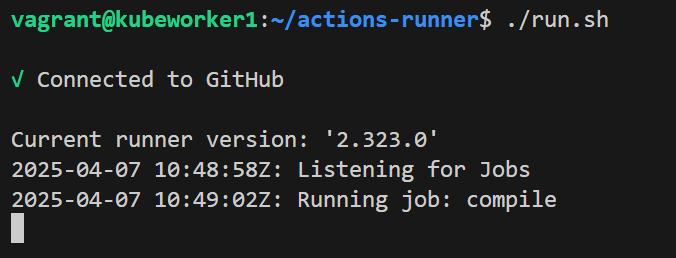 vagrant@kubeworker1:~/actions-runner$ ./run.sh
√ Connected to GitHub
Current runner version: '2.323.0'
2025-04-07 10:48:58Z: Listening for Jobs
2025-04-07 10:49:02Z: Running job: compile